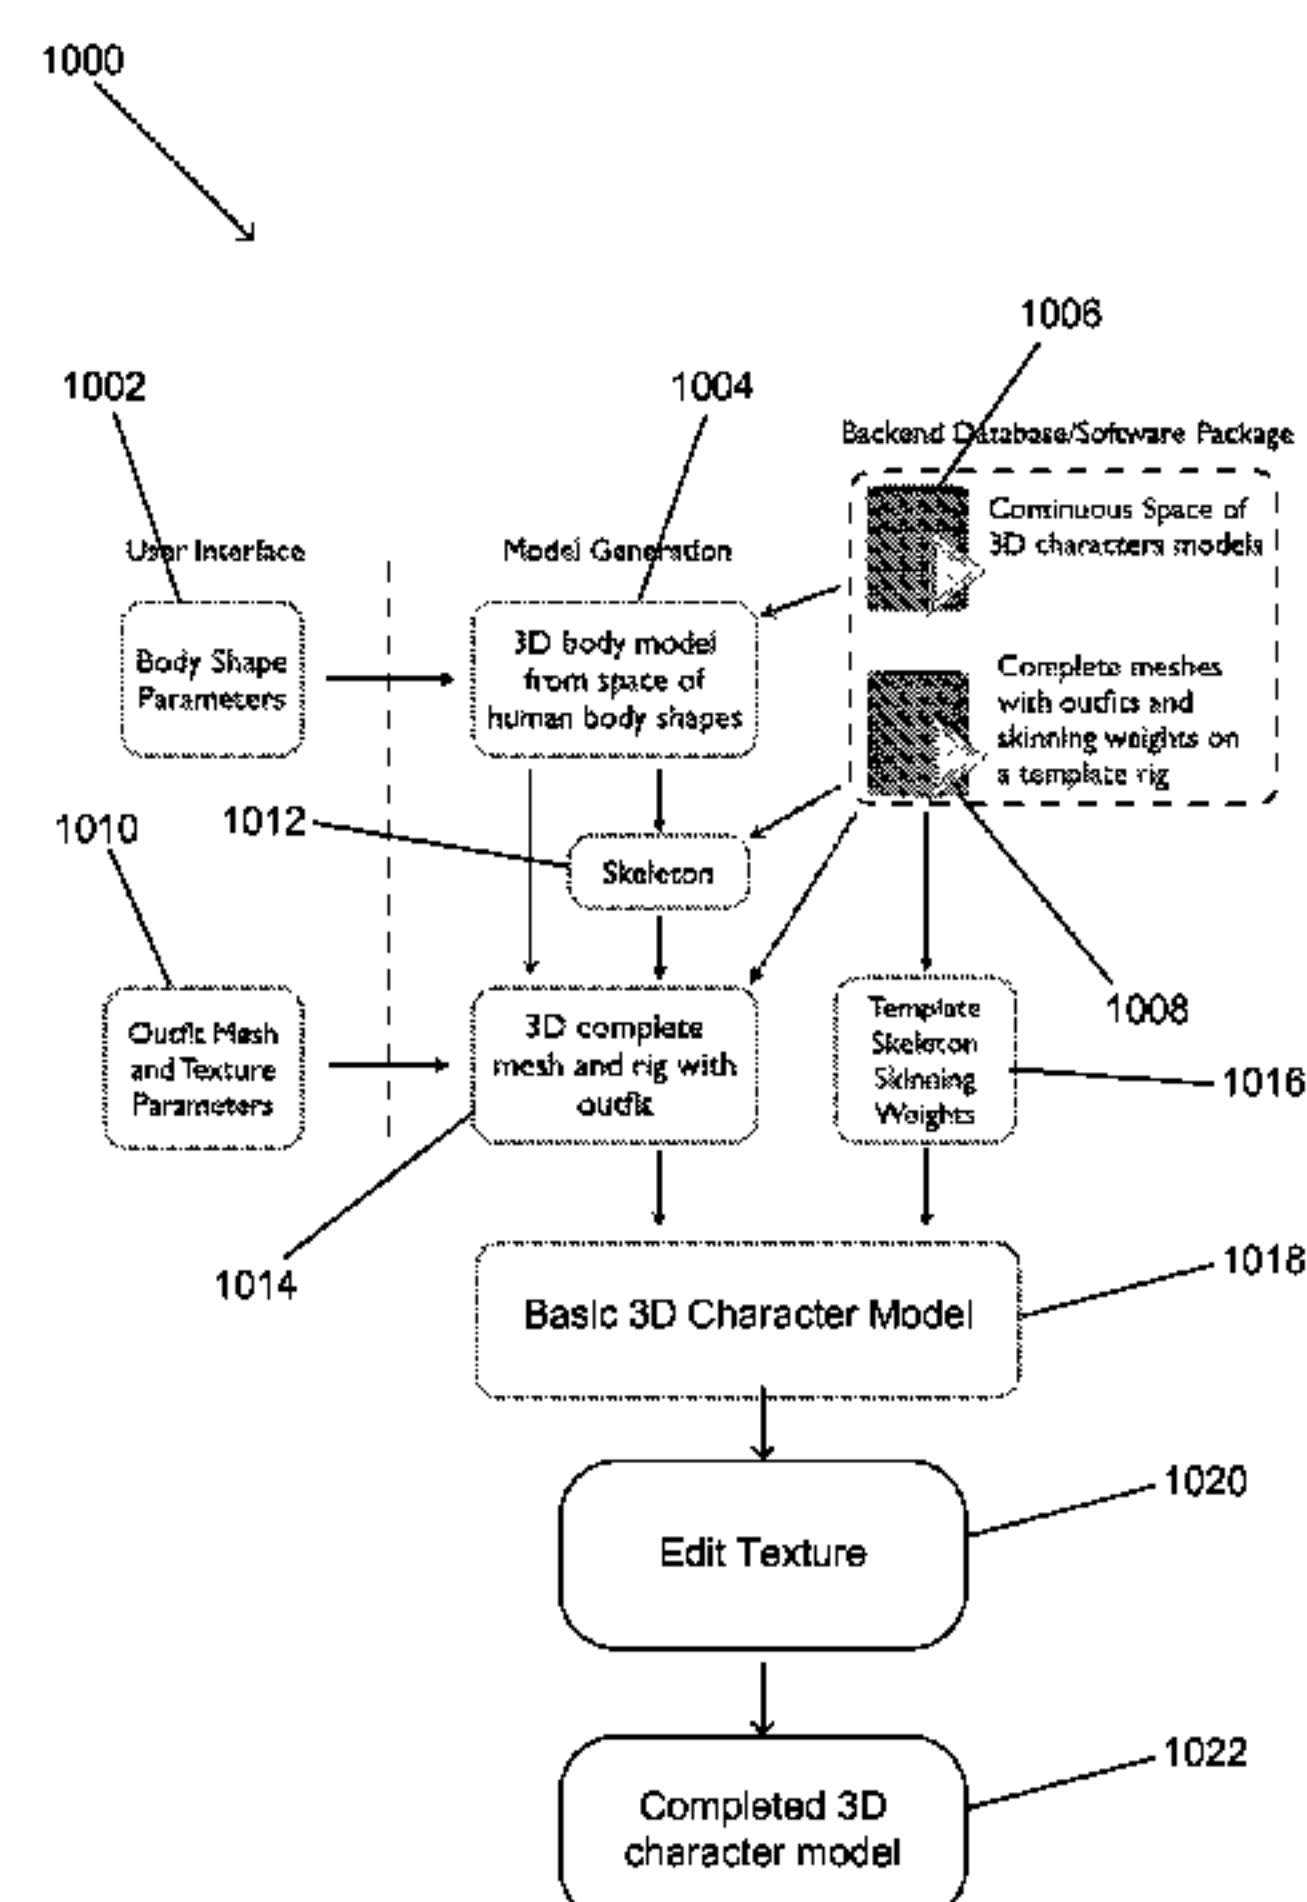 1000
1006
1002
1004
Backend Database/Software Package
Continuous Space of
3D characters models
User Interface
Model Generation
Body Shape
Parameters
3D body model
from space of
human body shapes
Complete meshes
with outfits and
skinning weights on
a template rig
1010
1012
Skeleton
1008
Outfit Mesh
and Texture
Parameters
3D complete
mesh and rig with
outfit
Template
Skeleton
Skinning
Weights
1016
1014
1018
Basic 3D Character Model
1020
Edit Texture
1022
Completed 3D
character model